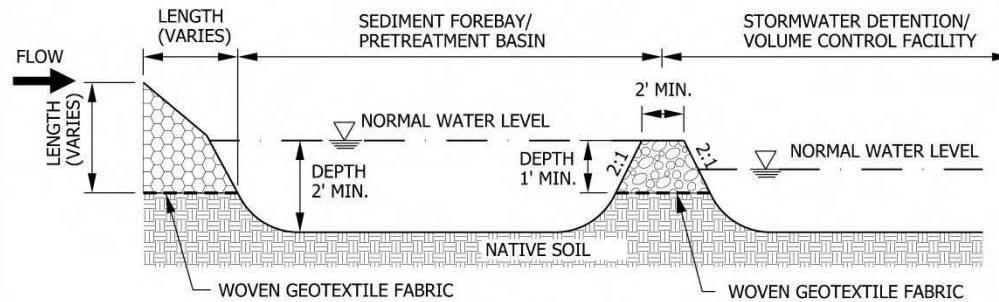 LENGTH
(VARIES)
SEDIMENT FOREBAY/
PRETREATMENT BASIN
STORMWATER DETENTION/
VOLUME CONTROL FACILITY
FLOW
2' MIN.
LENGTH
(VARIES)
NORMAL WATER LEVEL
DEPTH
2' MIN.
DEPTH
1' MIN.
2:1
2:1
NORMAL WATER LEVEL
NATIVE SOIL
WOVEN GEOTEXTILE FABRIC
WOVEN GEOTEXTILE FABRIC